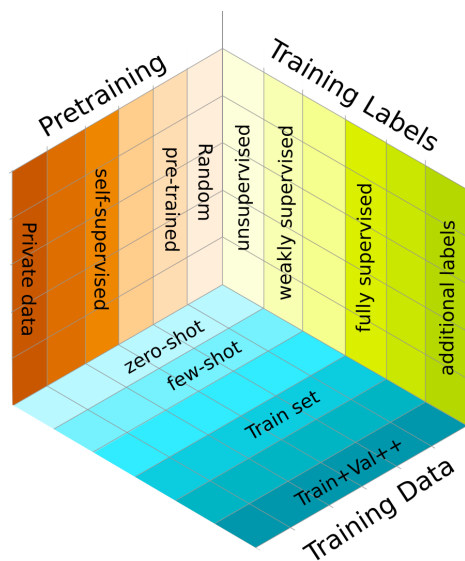 Pretraining
Training Labels
Private data
self-supervised
pre-trained
Random
unsupervised
weakly supervised
fully supervised
additional labels
zero-shot
few-shot
Train set
Train+Val++
Training Data